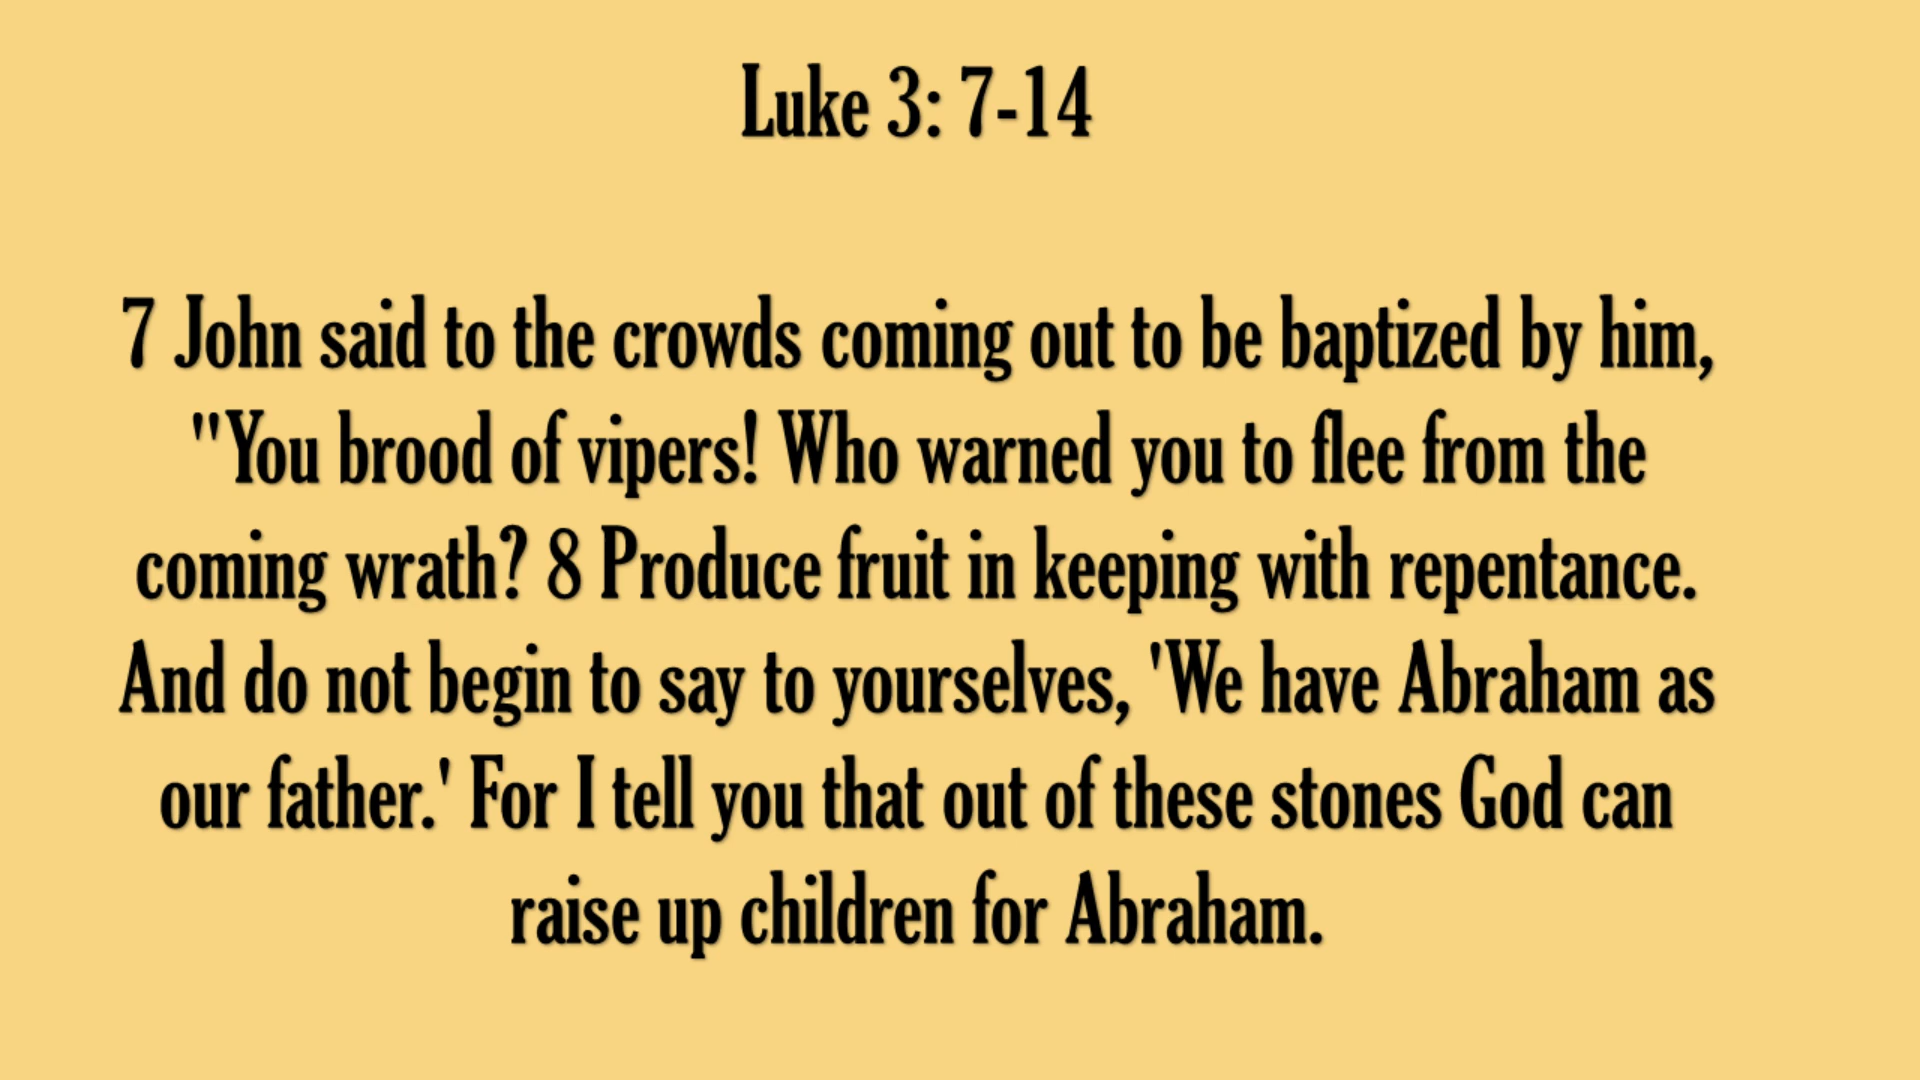 Luke 3: 7-14
7 John said to the crowds coming out to be baptized by him,
"You brood of vipers! Who warned you to flee from the
coming wrath? 8 Produce fruit in keeping with repentance.
And do not begin to say to yourselves, 'We have Abraham as
our father.' For I tell you that out of these stones God can
raise up children for Abraham.